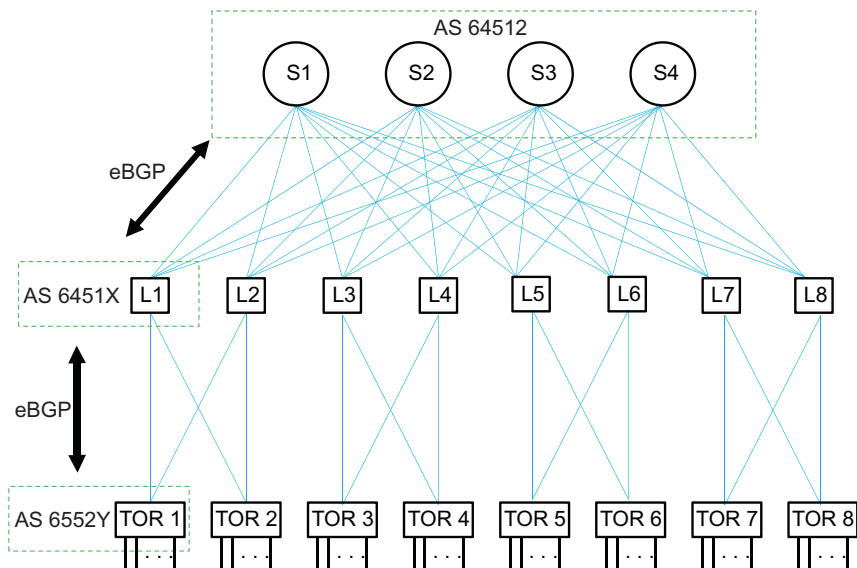 AS 64512
S1 S2 S3 S4
eBGP
AS 6451X L1 L2 L3 L4 L5 L6 L7 L8
eBGP
AS 6552Y TOR 1 TOR 2 TOR 3 TOR 4 TOR 5 TOR 6 TOR 7 TOR 8
. . . . . . . . . . . . . . . . . . . . . . . .